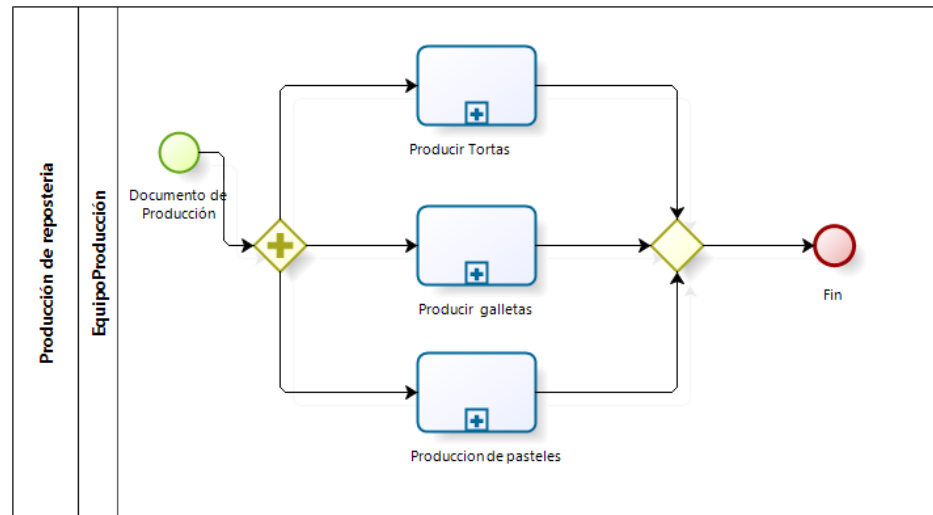 Producción de reposteria
EquipoProducción
Documento de
Producción
Producir Tortas
Producir galletas
Produccion de pasteles
Fin